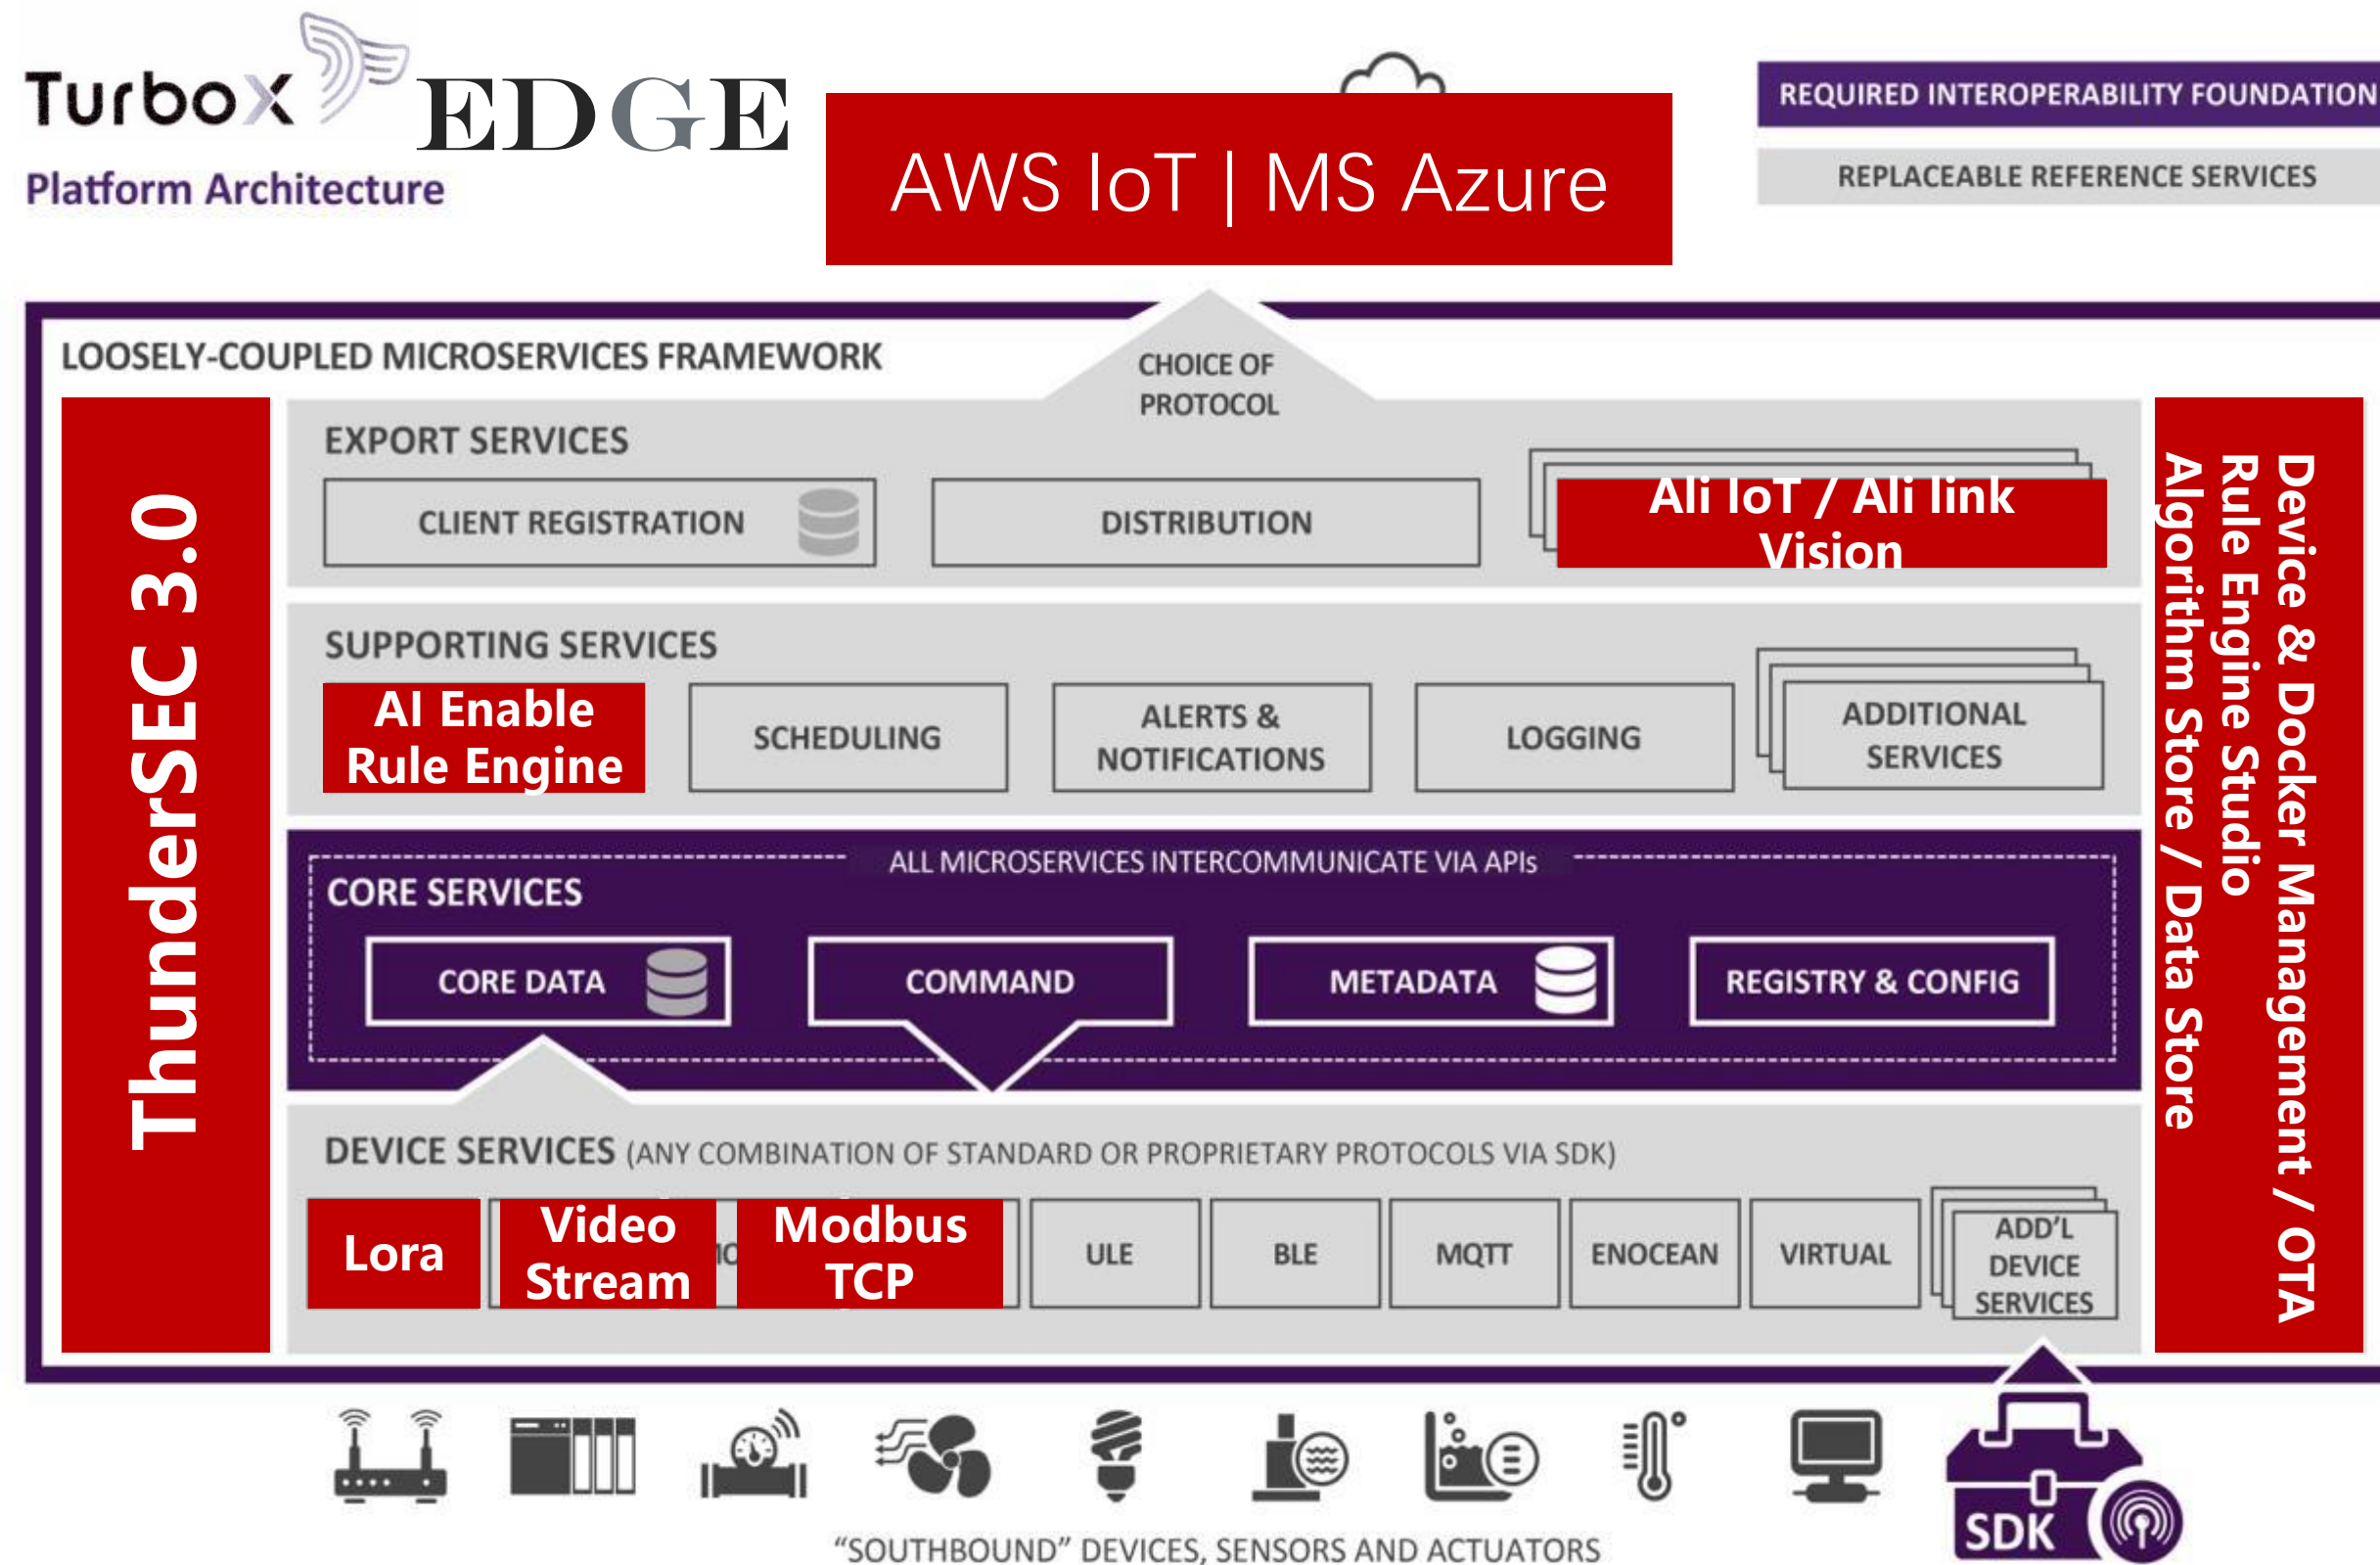 TurboX EDGE
Platform Architecture
AWS IoT | MS Azure
REQUIRED INTEROPERABILITY FOUNDATION
REPLACEABLE REFERENCE SERVICES
LOOSELY-COUPLED MICROSERVICES FRAMEWORK
CHOICE OF
PROTOCOL
ThunderSEC 3.0
EXPORT SERVICES
CLIENT REGISTRATION
DISTRIBUTION
Ali IoT / Ali link
Vision
SUPPORTING SERVICES
AI Enable
Rule Engine
SCHEDULING
ALERTS &
NOTIFICATIONS
LOGGING
ADDITIONAL
SERVICES
ALL MICROSERVICES INTERCOMMUNICATE VIA APIs
CORE SERVICES
CORE DATA
COMMAND
METADATA
REGISTRY & CONFIG
DEVICE SERVICES (ANY COMBINATION OF STANDARD OR PROPRIETARY PROTOCOLS VIA SDK)
Lora
Video
Stream
Modbus
TCP
ULE
BLE
MQTT
ENOCEAN
VIRTUAL
ADD'L
DEVICE
SERVICES
Device & Docker Management / OTA
Rule Engine Studio
Algorithm Store / Data Store
SDK
"SOUTHBOUND" DEVICES, SENSORS AND ACTUATORS